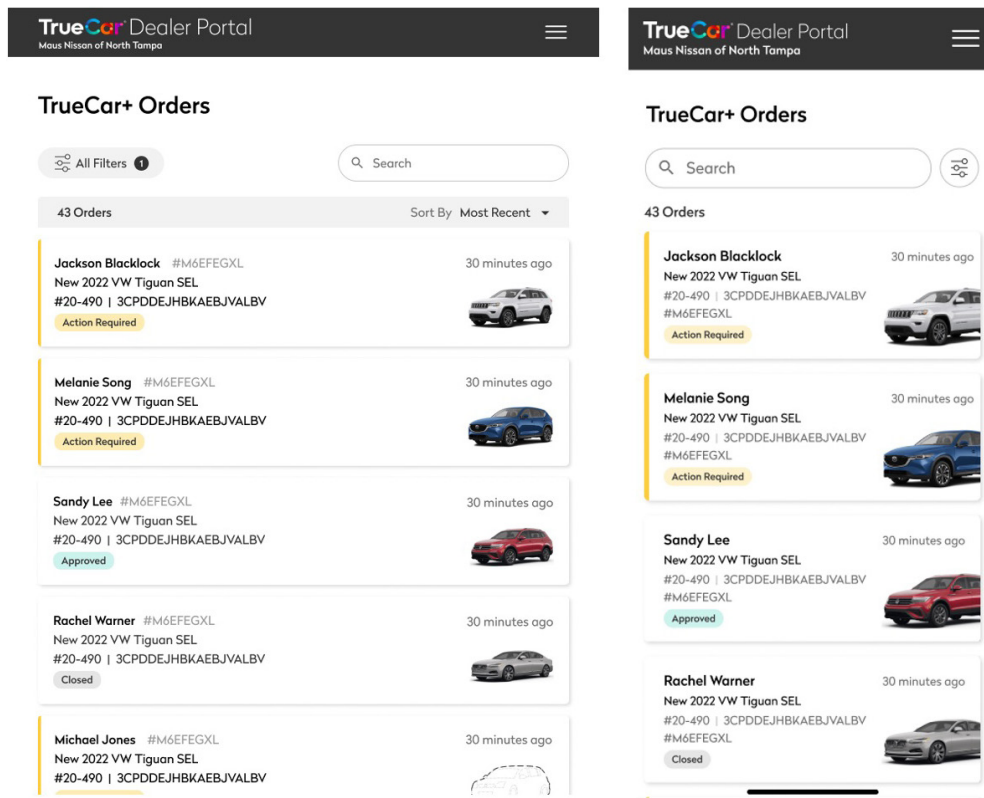 TrueCar Dealer Portal
Maus Nissan of North Tampa
TrueCar+ Orders
All Filters 1
Search
43 Orders
Sort By Most Recent
Jackson Blacklock #M6EFEGXL
30 minutes ago
New 2022 VW Tiguan SEL
#20-490 | 3CPDDEJHBKAEBJVALBV
Action Required
Melanie Song #M6EFEGXL
30 minutes ago
New 2022 VW Tiguan SEL
#20-490 | 3CPDDEJHBKAEBJVALBV
Action Required
Sandy Lee #M6EFEGXL
30 minutes ago
New 2022 VW Tiguan SEL
#20-490 | 3CPDDEJHBKAEBJVALBV
Approved
Rachel Warner #M6EFEGXL
30 minutes ago
New 2022 VW Tiguan SEL
#20-490 | 3CPDDEJHBKAEBJVALBV
Closed
Michael Jones #M6EFEGXL
30 minutes ago
New 2022 VW Tiguan SEL
#20-490 | 3CPDDEJHBKAEBJVALBV
TrueCar Dealer Portal
Maus Nissan of North Tampa
TrueCar+ Orders
Search
43 Orders
Jackson Blacklock
30 minutes ago
New 2022 VW Tiguan SEL
#20-490 | 3CPDDEJHBKAEBJVALBV
#M6EFEGXL
Action Required
Melanie Song
30 minutes ago
New 2022 VW Tiguan SEL
#20-490 | 3CPDDEJHBKAEBJVALBV
#M6EFEGXL
Action Required
Sandy Lee
30 minutes ago
New 2022 VW Tiguan SEL
#20-490 | 3CPDDEJHBKAEBJVALBV
#M6EFEGXL
Approved
Rachel Warner
30 minutes ago
New 2022 VW Tiguan SEL
#20-490 | 3CPDDEJHBKAEBJVALBV
#M6EFEGXL
Closed